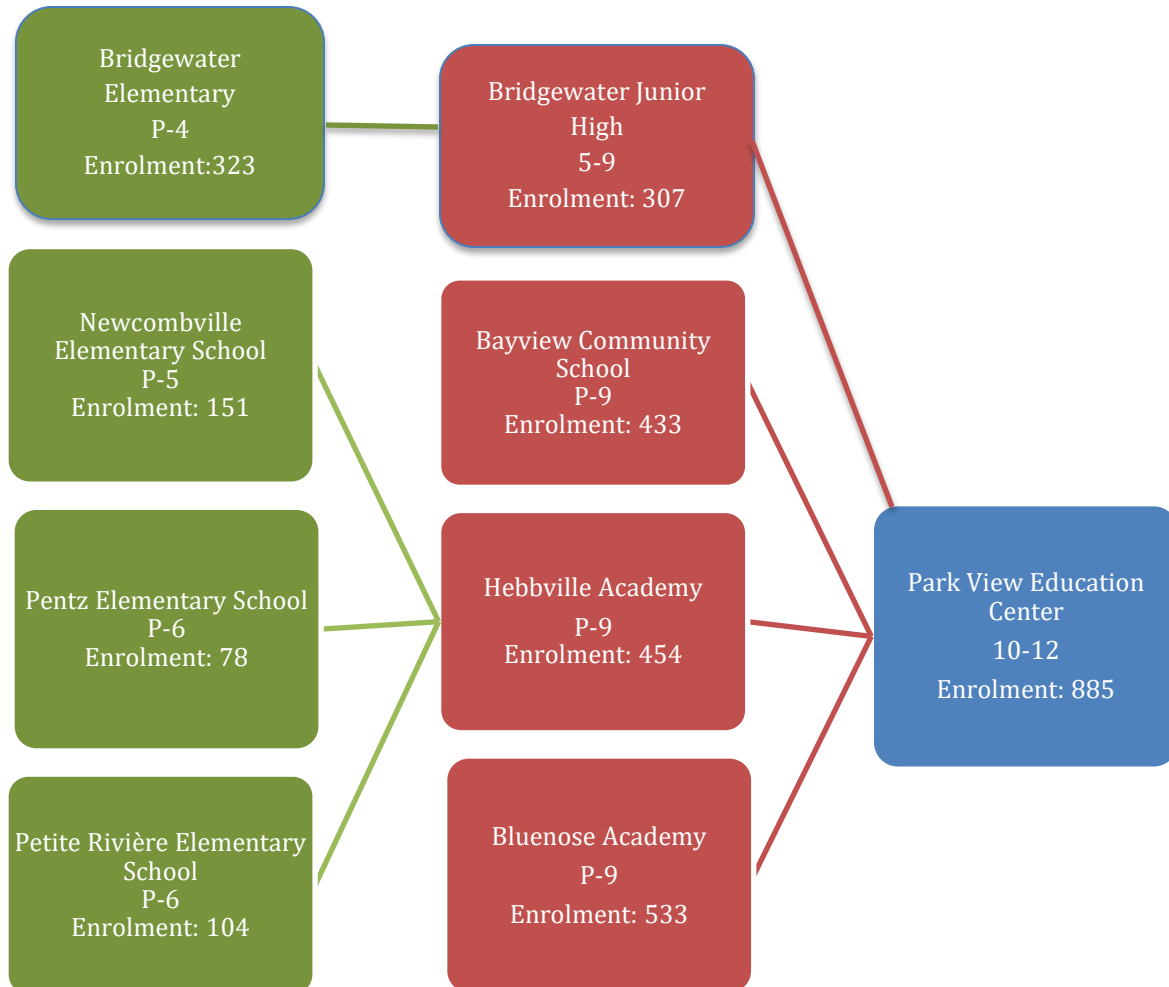 Bridgewater
Elementary
P-4
Enrolment:323
Bridgewater Junior
High
5-9
Enrolment: 307
Newcombville
Elementary School
P-5
Enrolment: 151
Bayview Community
School
P-9
Enrolment: 433
Pentz Elementary School
P-6
Enrolment: 78
Hebbville Academy
P-9
Enrolment: 454
Park View Education
Center
10-12
Enrolment: 885
Petite Rivière Elementary
School
P-6
Enrolment: 104
Bluenose Academy
P-9
Enrolment: 533